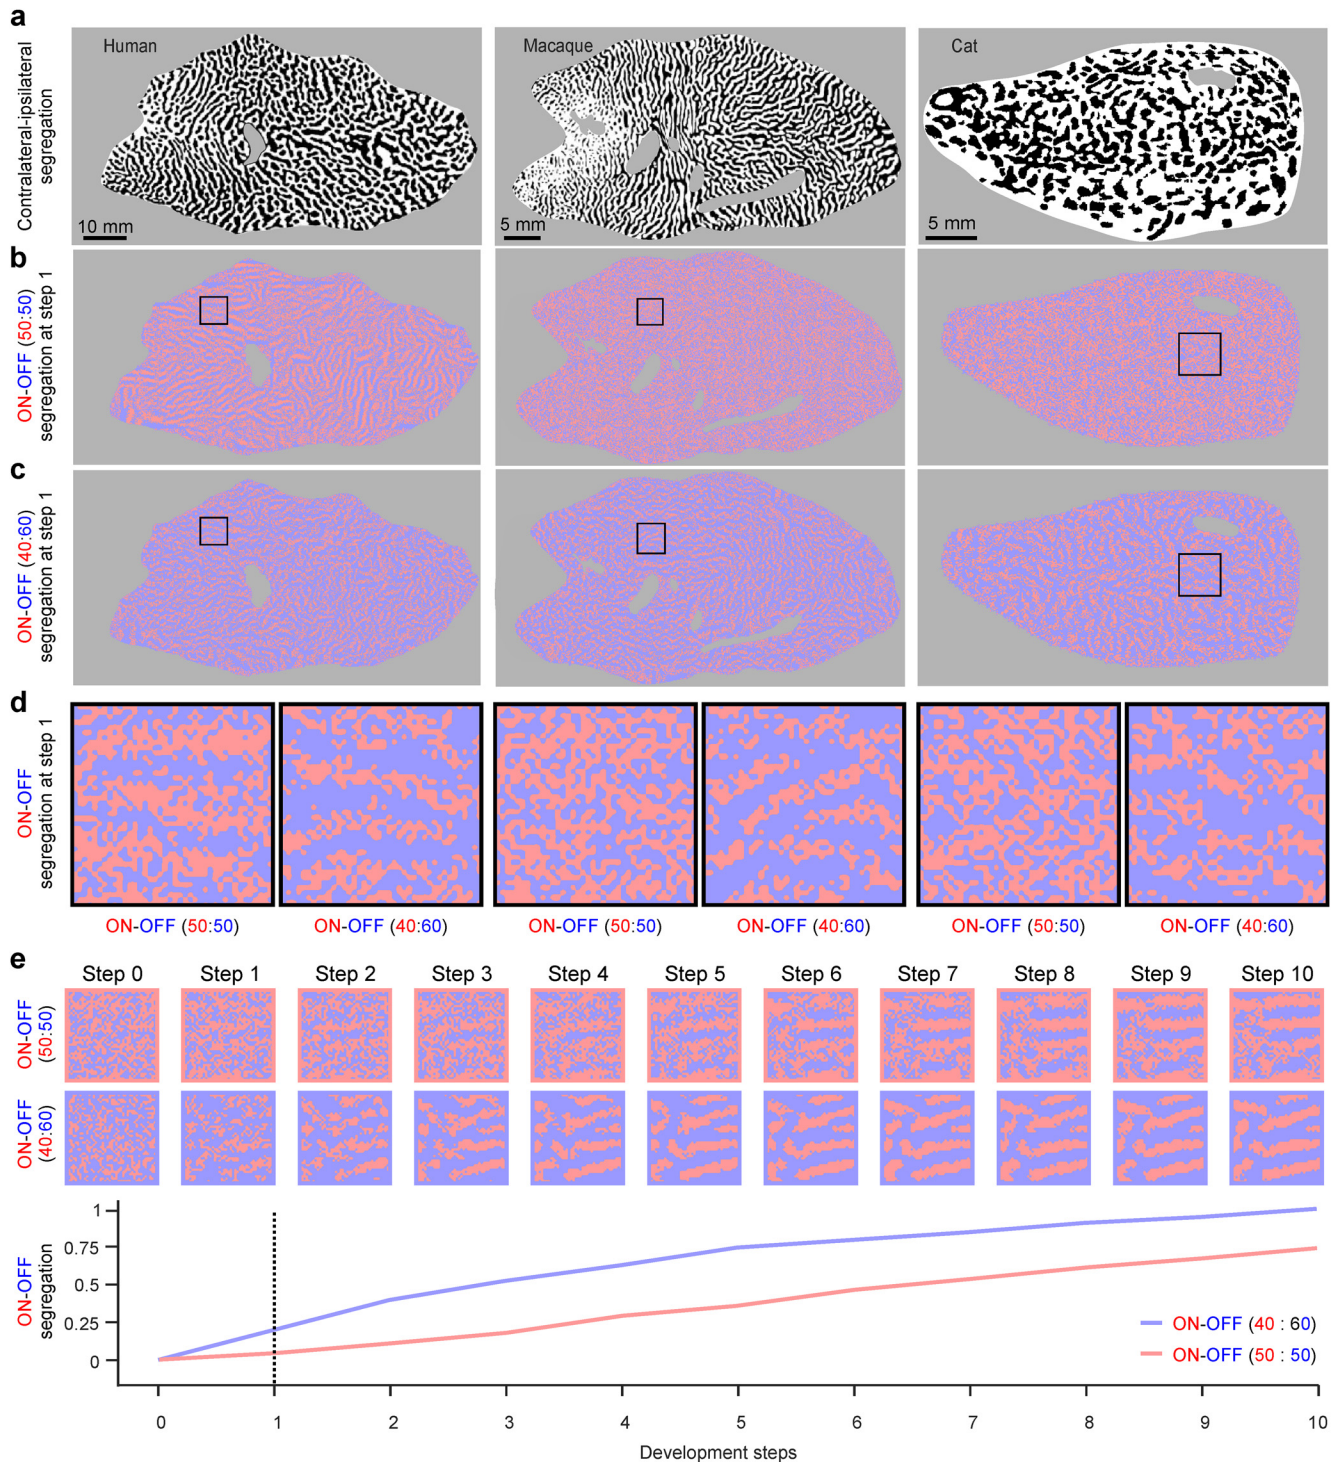 a
Contralateral-ipsilateral
segregation
Human
Macaque
Cat
10 mm
5 mm
5 mm
b
ON-OFF (50:50)
segregation at step 1
c
ON-OFF (40:60)
segregation at step 1
d
ON-OFF
segregation at step 1
ON-OFF (50:50)
ON-OFF (40:60)
ON-OFF (50:50)
ON-OFF (40:60)
ON-OFF (50:50)
ON-OFF (40:60)
e
Step 0
Step 1
Step 2
Step 3
Step 4
Step 5
Step 6
Step 7
Step 8
Step 9
Step 10
ON-OFF
(50:50)
ON-OFF
(40:60)
ON-OFF
segregation
1
0.75
0.5
0.25
0
ON-OFF (40 : 60)
ON-OFF (50 : 50)
0 1 2 3 4 5 6 7 8 9 10
Development steps